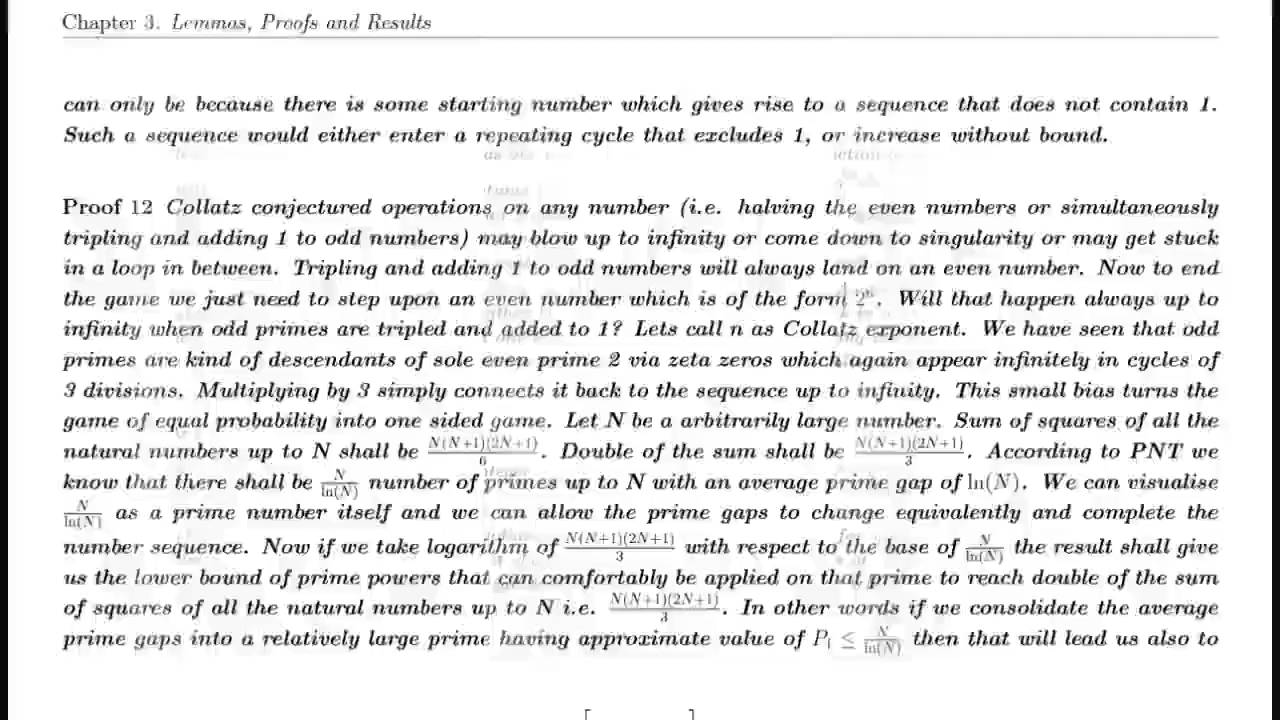 Chapter 3. Lemmas, Proofs and Results
can only be because there is some starting number which gives rise to a sequence that does not contain 1.
Such a sequence would either enter a repeating cycle that excludes 1, or increase without bound.
Proof 12 Collatz conjectured operations on any number (i.e. halving the even numbers or simultaneously
tripling and adding 1 to odd numbers) may blow up to infinity or come down to singularity or may get stuck
in a loop in between. Tripling and adding 1 to odd numbers will always land on an even number. Now to end
the game we just need to step upon an even number which is of the form 2^n. Will that happen always up to
infinity when odd primes are tripled and added to 1? Lets call n as Collatz exponent. We have seen that odd
primes are kind of descendants of sole even prime 2 via zeta zeros which again appear infinitely in cycles of
3 divisions. Multiplying by 3 simply connects it back to the sequence up to infinity. This small bias turns the
game of equal probability into one sided game. Let N be a arbitrarily large number. Sum of squares of all the
natural numbers up to N shall be N(N+1)(2N+1)/6. Double of the sum shall be N(N+1)(2N+1)/3. According to PNT we
know that there shall be N/ln(N) number of primes up to N with an average prime gap of ln(N). We can visualise
N/ln(N) as a prime number itself and we can allow the prime gaps to change equivalently and complete the
number sequence. Now if we take logarithm of N(N+1)(2N+1)/3 with respect to the base of N/ln(N) the result shall give
us the lower bound of prime powers that can comfortably be applied on that prime to reach double of the sum
of squares of all the natural numbers up to N i.e. N(N+1)(2N+1)/3. In other words if we consolidate the average
prime gaps into a relatively large prime having approximate value of P_l ≤ N/ln(N) then that will lead us also to